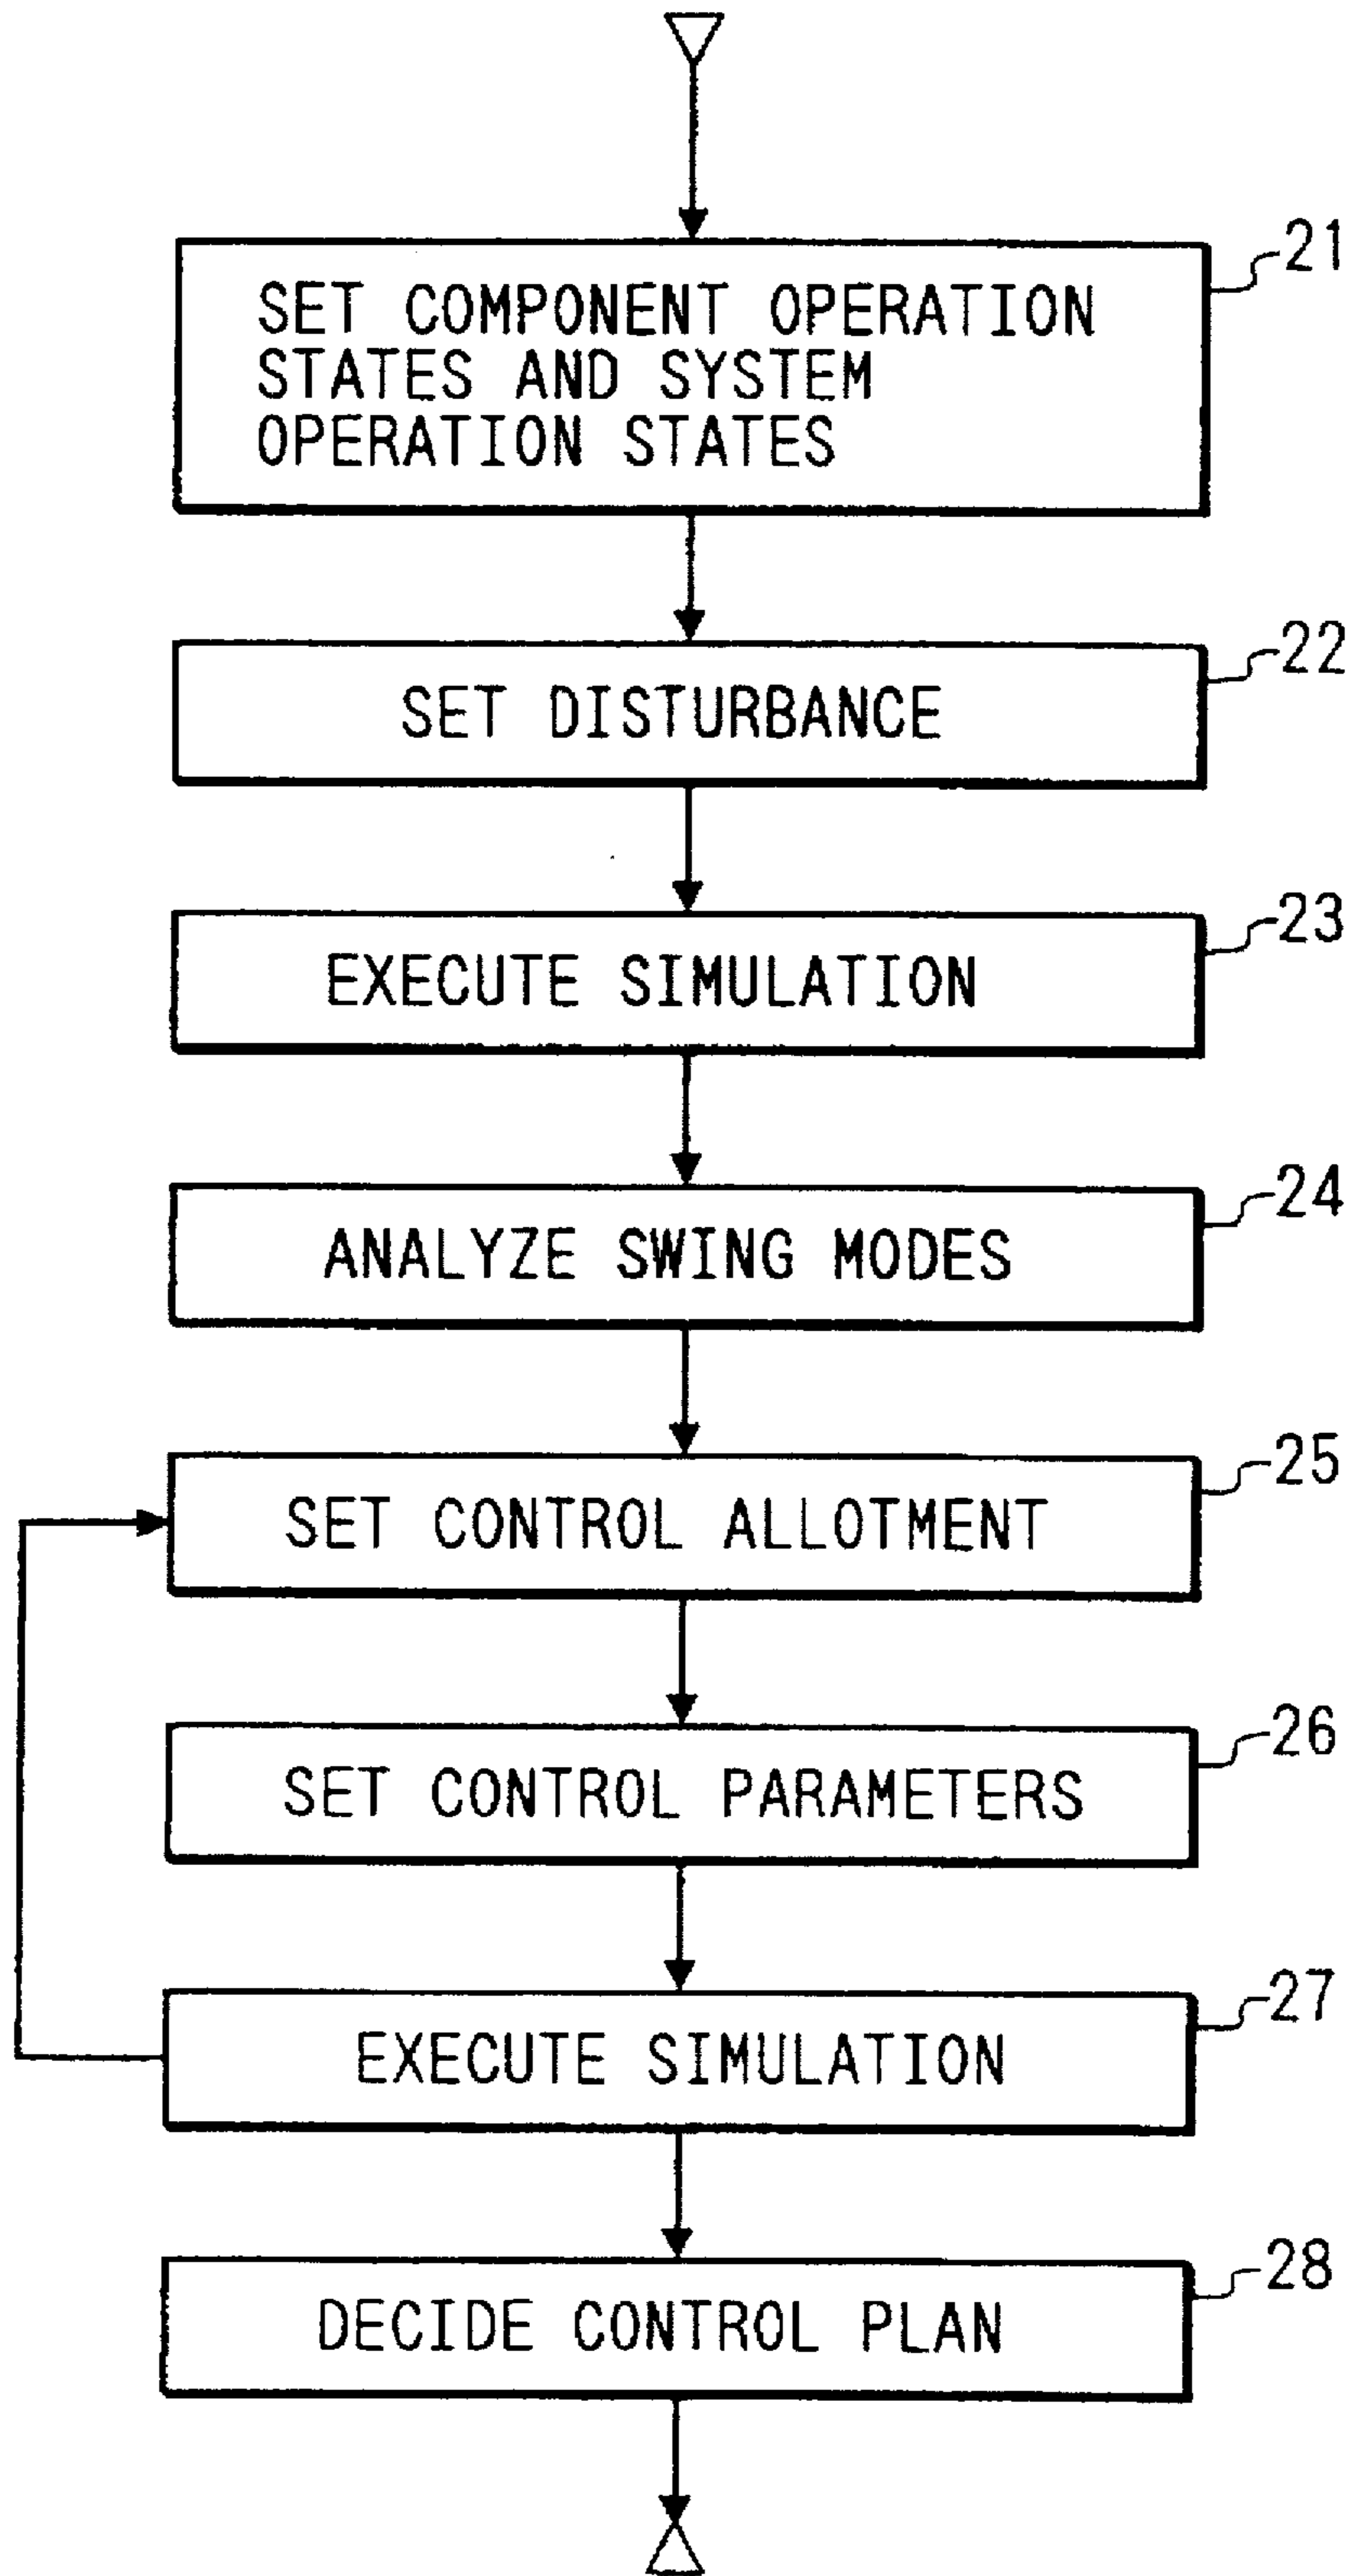 21
SET COMPONENT OPERATION
STATES AND SYSTEM
OPERATION STATES
22
SET DISTURBANCE
23
EXECUTE SIMULATION
24
ANALYZE SWING MODES
25
SET CONTROL ALLOTMENT
26
SET CONTROL PARAMETERS
27
EXECUTE SIMULATION
28
DECIDE CONTROL PLAN